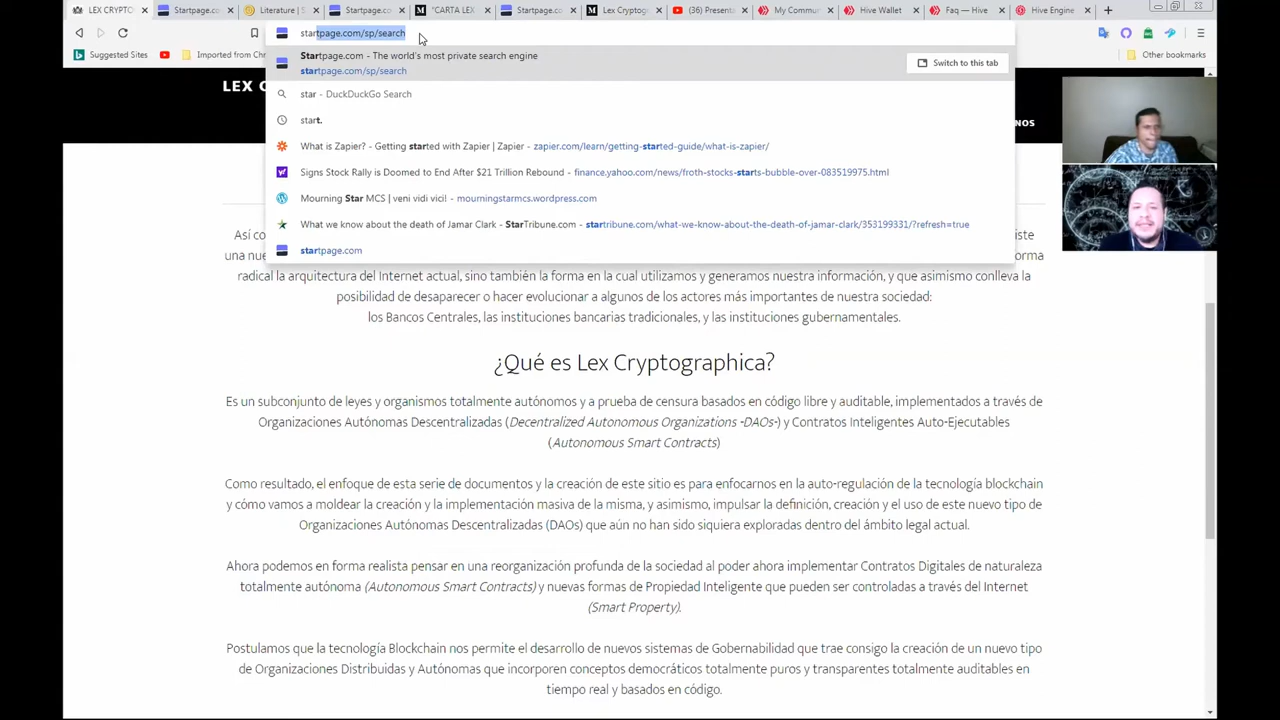 LEX CRYPTO
Startpage.co
Literature | S
Startpage.co
"CARTA LEX
Startpage.co
Lex Cryptogra
(36) Present
My Commu
Hive Wallet
Faq — Hive
Hive Engine
startpage.com/sp/search
Startpage.com - The world's most private search engine
startpage.com/sp/search
Switch to this tab
Suggested Sites
Imported from Chr
Other bookmarks
star - DuckDuckGo Search
start.
What is Zapier? - Getting started with Zapier | Zapier - zapier.com/learn/getting-started-guide/what-is-zapier/
Signs Stock Rally is Doomed to End After $21 Trillion Rebound - finance.yahoo.com/news/froth-stocks-starts-bubble-over-083519975.html
Mourning Star MCS | veni vidi vici! - mourningstarmcs.wordpress.com
What we know about the death of Jamar Clark - StarTribune.com - startribune.com/what-we-know-about-the-death-of-jamar-clark/353199331/?refresh=true
startpage.com
LEX C
NOS
Así co iste
una nue forma
radical la arquitectura del Internet actual, sino también la forma en la cual utilizamos y generamos nuestra información, y que asimismo conlleva la
posibilidad de desaparecer o hacer evolucionar a algunos de los actores más importantes de nuestra sociedad:
los Bancos Centrales, las instituciones bancarias tradicionales, y las instituciones gubernamentales.
¿Qué es Lex Cryptographica?
Es un subconjunto de leyes y organismos totalmente autónomos y a prueba de censura basados en código libre y auditable, implementados a través de
Organizaciones Autónomas Descentralizadas (Decentralized Autonomous Organizations -DAOs-) y Contratos Inteligentes Auto-Ejecutables
(Autonomous Smart Contracts)
Como resultado, el enfoque de esta serie de documentos y la creación de este sitio es para enfocarnos en la auto-regulación de la tecnología blockchain
y cómo vamos a moldear la creación y la implementación masiva de la misma, y asimismo, impulsar la definición, creación y el uso de este nuevo tipo de
Organizaciones Autónomas Descentralizadas (DAOs) que aún no han sido siquiera exploradas dentro del ámbito legal actual.
Ahora podemos en forma realista pensar en una reorganización profunda de la sociedad al poder ahora implementar Contratos Digitales de naturaleza
totalmente autónoma (Autonomous Smart Contracts) y nuevas formas de Propiedad Inteligente que pueden ser controladas a través del Internet
(Smart Property).
Postulamos que la tecnología Blockchain nos permite el desarrollo de nuevos sistemas de Gobernabilidad que trae consigo la creación de un nuevo tipo
de Organizaciones Distribuidas y Autónomas que incorporen conceptos democráticos totalmente puros y transparentes totalmente auditables en
tiempo real y basados en código.